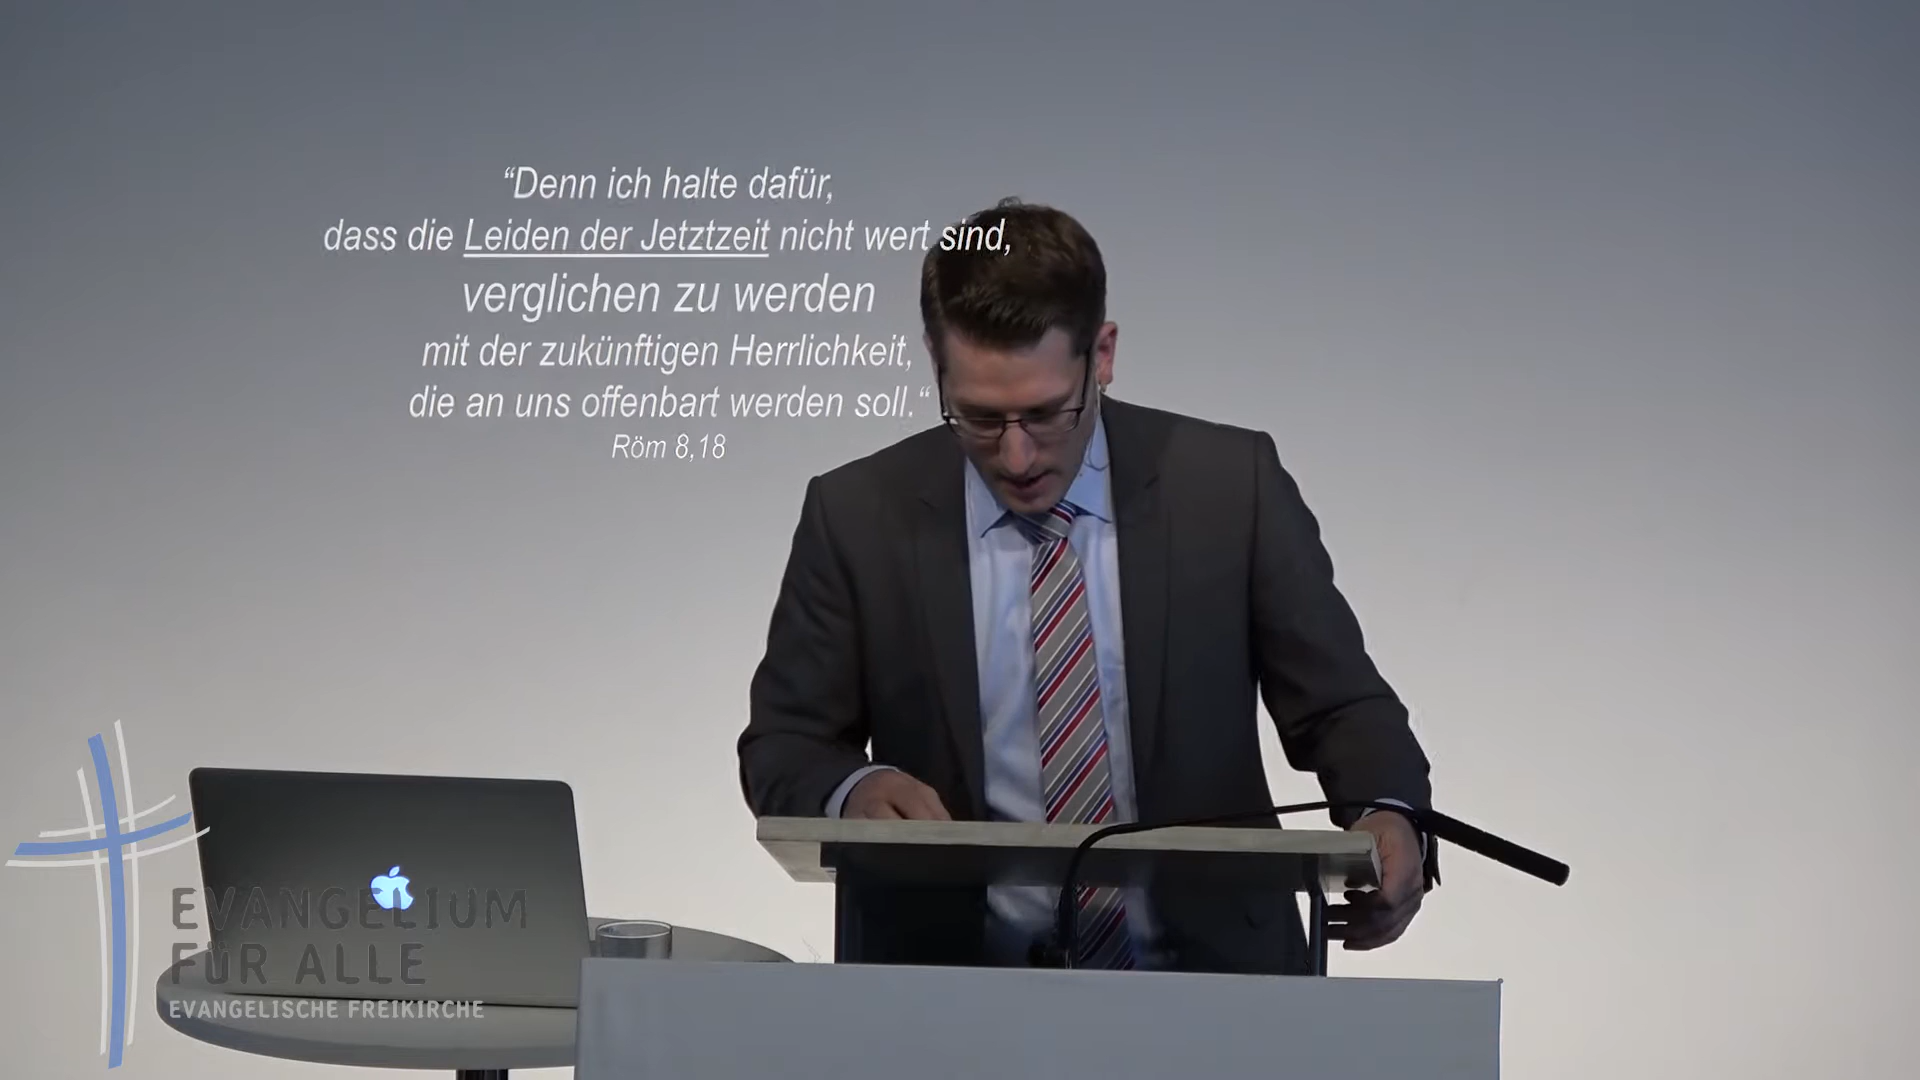 “Denn ich halte dafür,
dass die Leiden der Jetztzeit nicht wert sind,
verglichen zu werden
mit der zukünftigen Herrlichkeit,
die an uns offenbart werden soll.“
Röm 8,18
EVANGELIUM
FÜR ALLE
EVANGELISCHE FREIKIRCHE